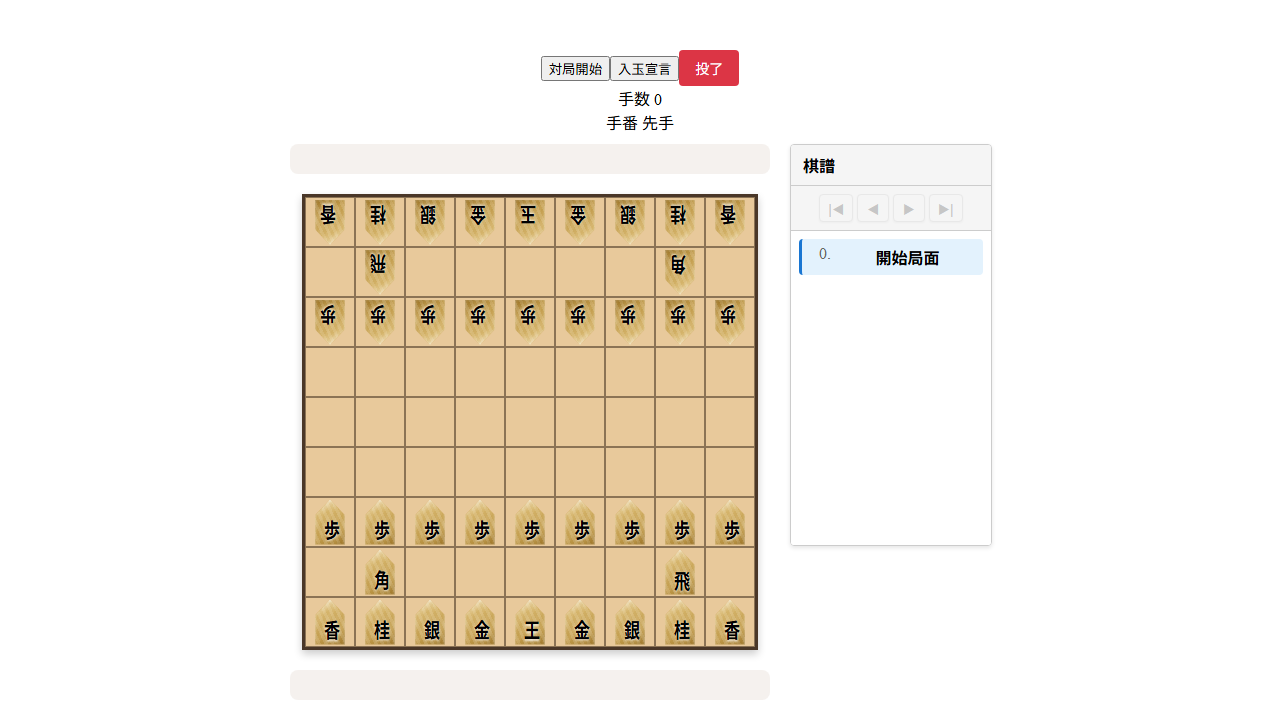 対局開始 入玉宣言 投了
手数 0
手番 先手
棋譜
|◀ ◀ ▶ ▶|
0. 開始局面
香 桂 銀 金 玉 金 銀 桂 香
飛 角
歩 歩 歩 歩 歩 歩 歩 歩 歩
歩 歩 歩 歩 歩 歩 歩 歩 歩
角 飛
香 桂 銀 金 王 金 銀 桂 香